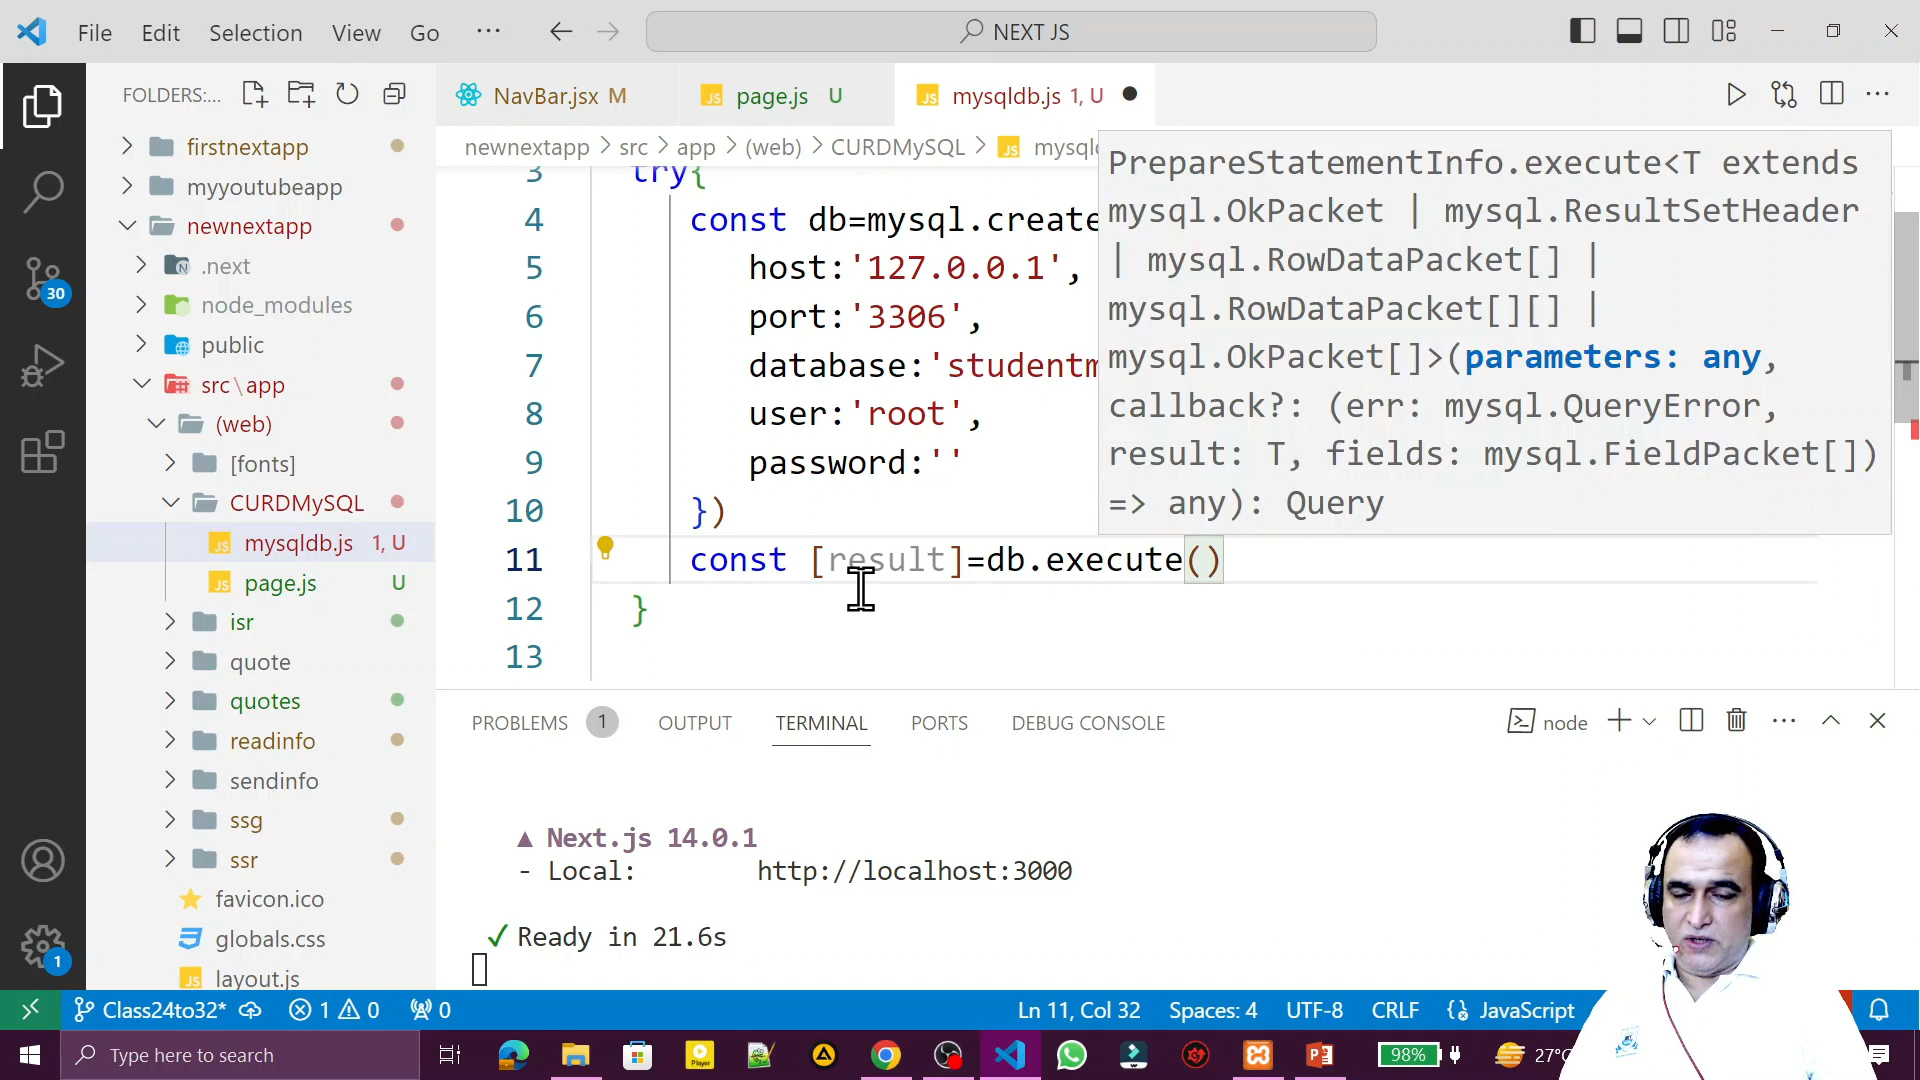 File Edit Selection View Go ··· NEXT JS
FOLDERS:...
NavBar.jsx M page.js U mysqldb.js 1, U
newnextapp > src > app > (web) > CURDMySQL > mysqld
firstnextapp
myyoutubeapp
newnextapp
.next
node_modules
public
src\app
(web)
[fonts]
CURDMySQL
mysqldb.js 1, U
page.js U
isr
quote
quotes
readinfo
sendinfo
ssg
ssr
favicon.ico
globals.css
layout.js
30
1
3 try{
4 const db=mysql.create
5 host:'127.0.0.1',
6 port:'3306',
7 database:'studentm
8 user:'root',
9 password:''
10 })
11 const [result]=db.execute()
12 }
13
PrepareStatementInfo.execute<T extends
mysql.OkPacket | mysql.ResultSetHeader
| mysql.RowDataPacket[] |
mysql.RowDataPacket[][] |
mysql.OkPacket[]>(parameters: any,
callback?: (err: mysql.QueryError,
result: T, fields: mysql.FieldPacket[])
=> any): Query
PROBLEMS 1 OUTPUT TERMINAL PORTS DEBUG CONSOLE node
▲ Next.js 14.0.1
- Local: http://localhost:3000
✓ Ready in 21.6s
Class24to32* 1 0 0 Ln 11, Col 32 Spaces: 4 UTF-8 CRLF {} JavaScript
Type here to search 98% 27°C